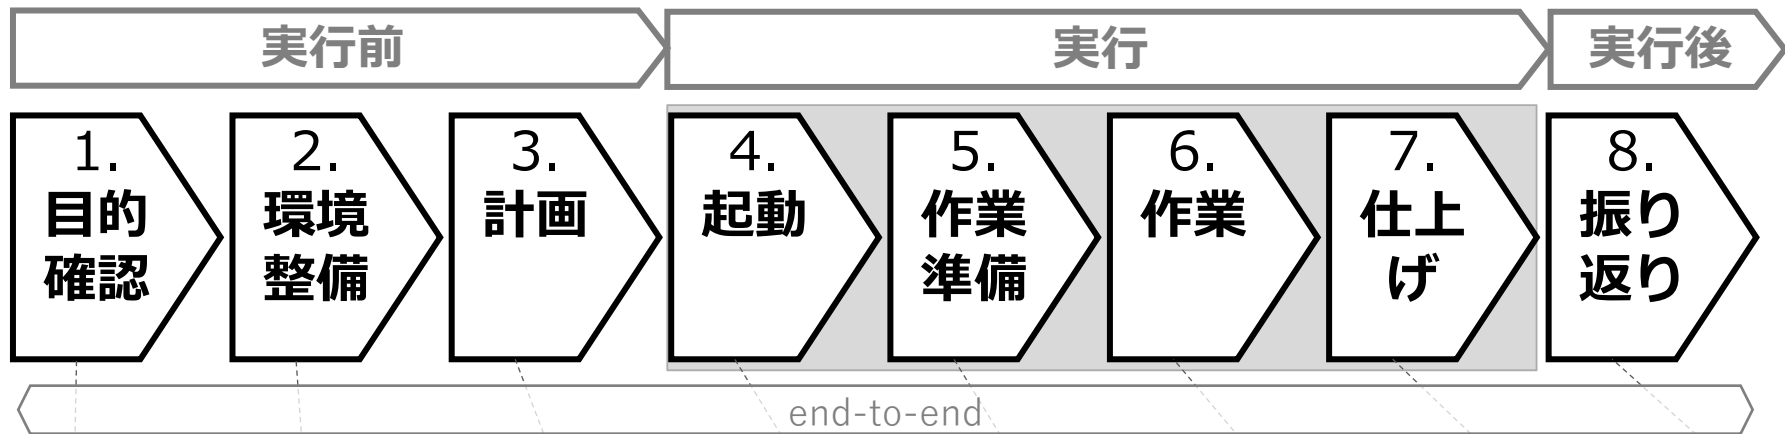 実行前
実行
実行後
1.
目的
確認
2.
環境
整備
3.
計画
4.
起動
5.
作業
準備
6.
作業
7.
仕上
げ
8.
振り
返り
end-to-end